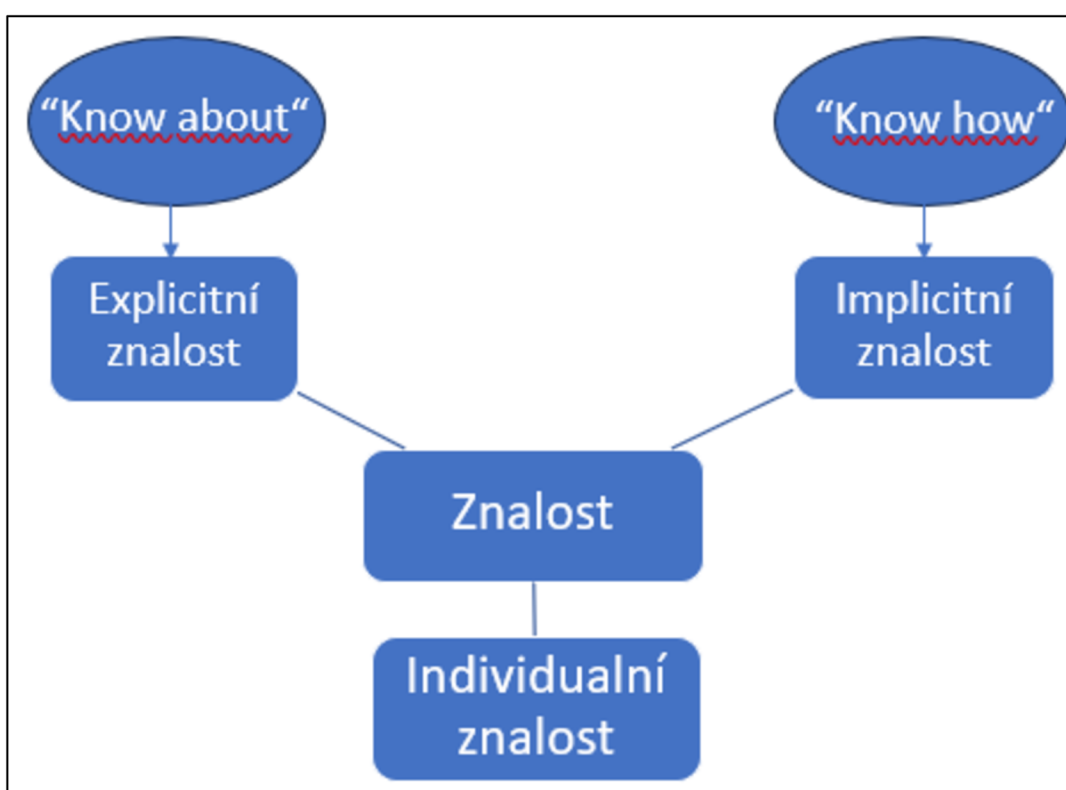 “Know about“
“Know how“
Explicitní
znalost
Implicitní
znalost
Znalost
Individualní
znalost